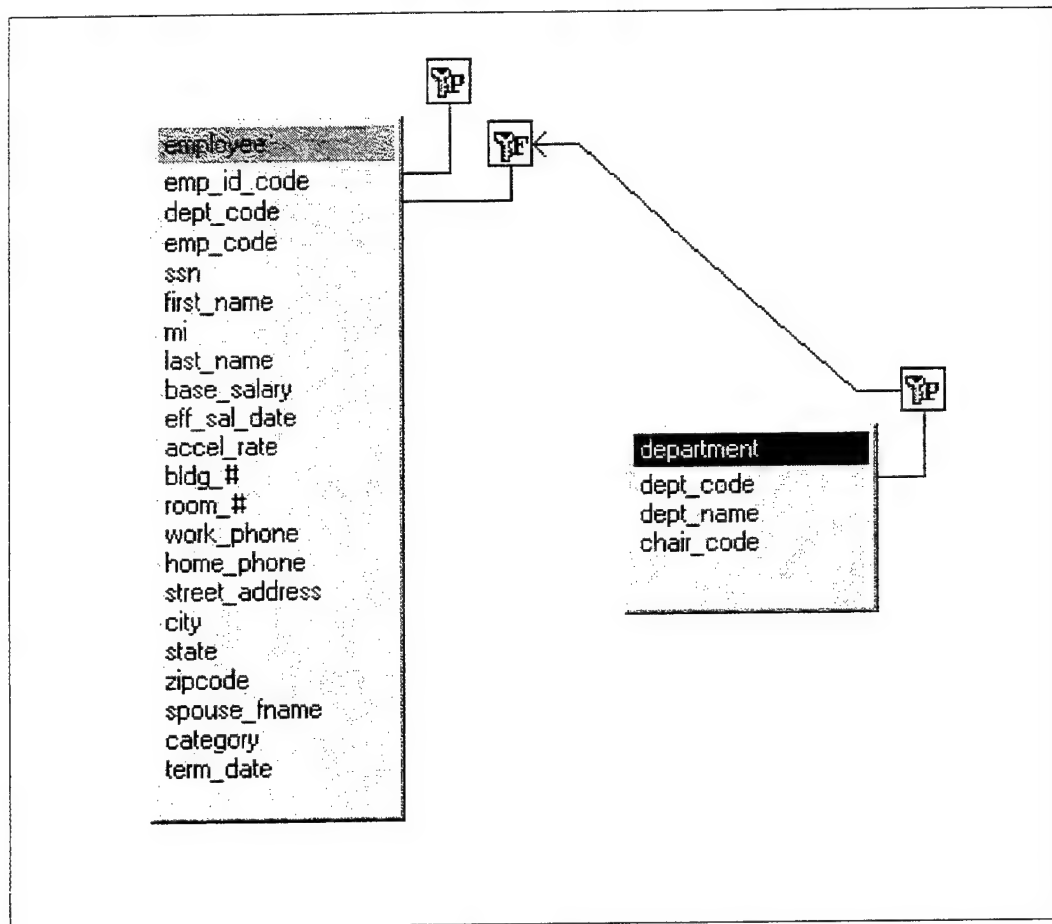 P
F
employee
emp_id_code
dept_code
emp_code
ssn
first_name
mi
last_name
base_salary
eff_sal_date
accel_rate
bldg_#
room_#
work_phone
home_phone
street_address
city
state
zipcode
spouse_fname
category
term_date
P
department
dept_code
dept_name
chair_code